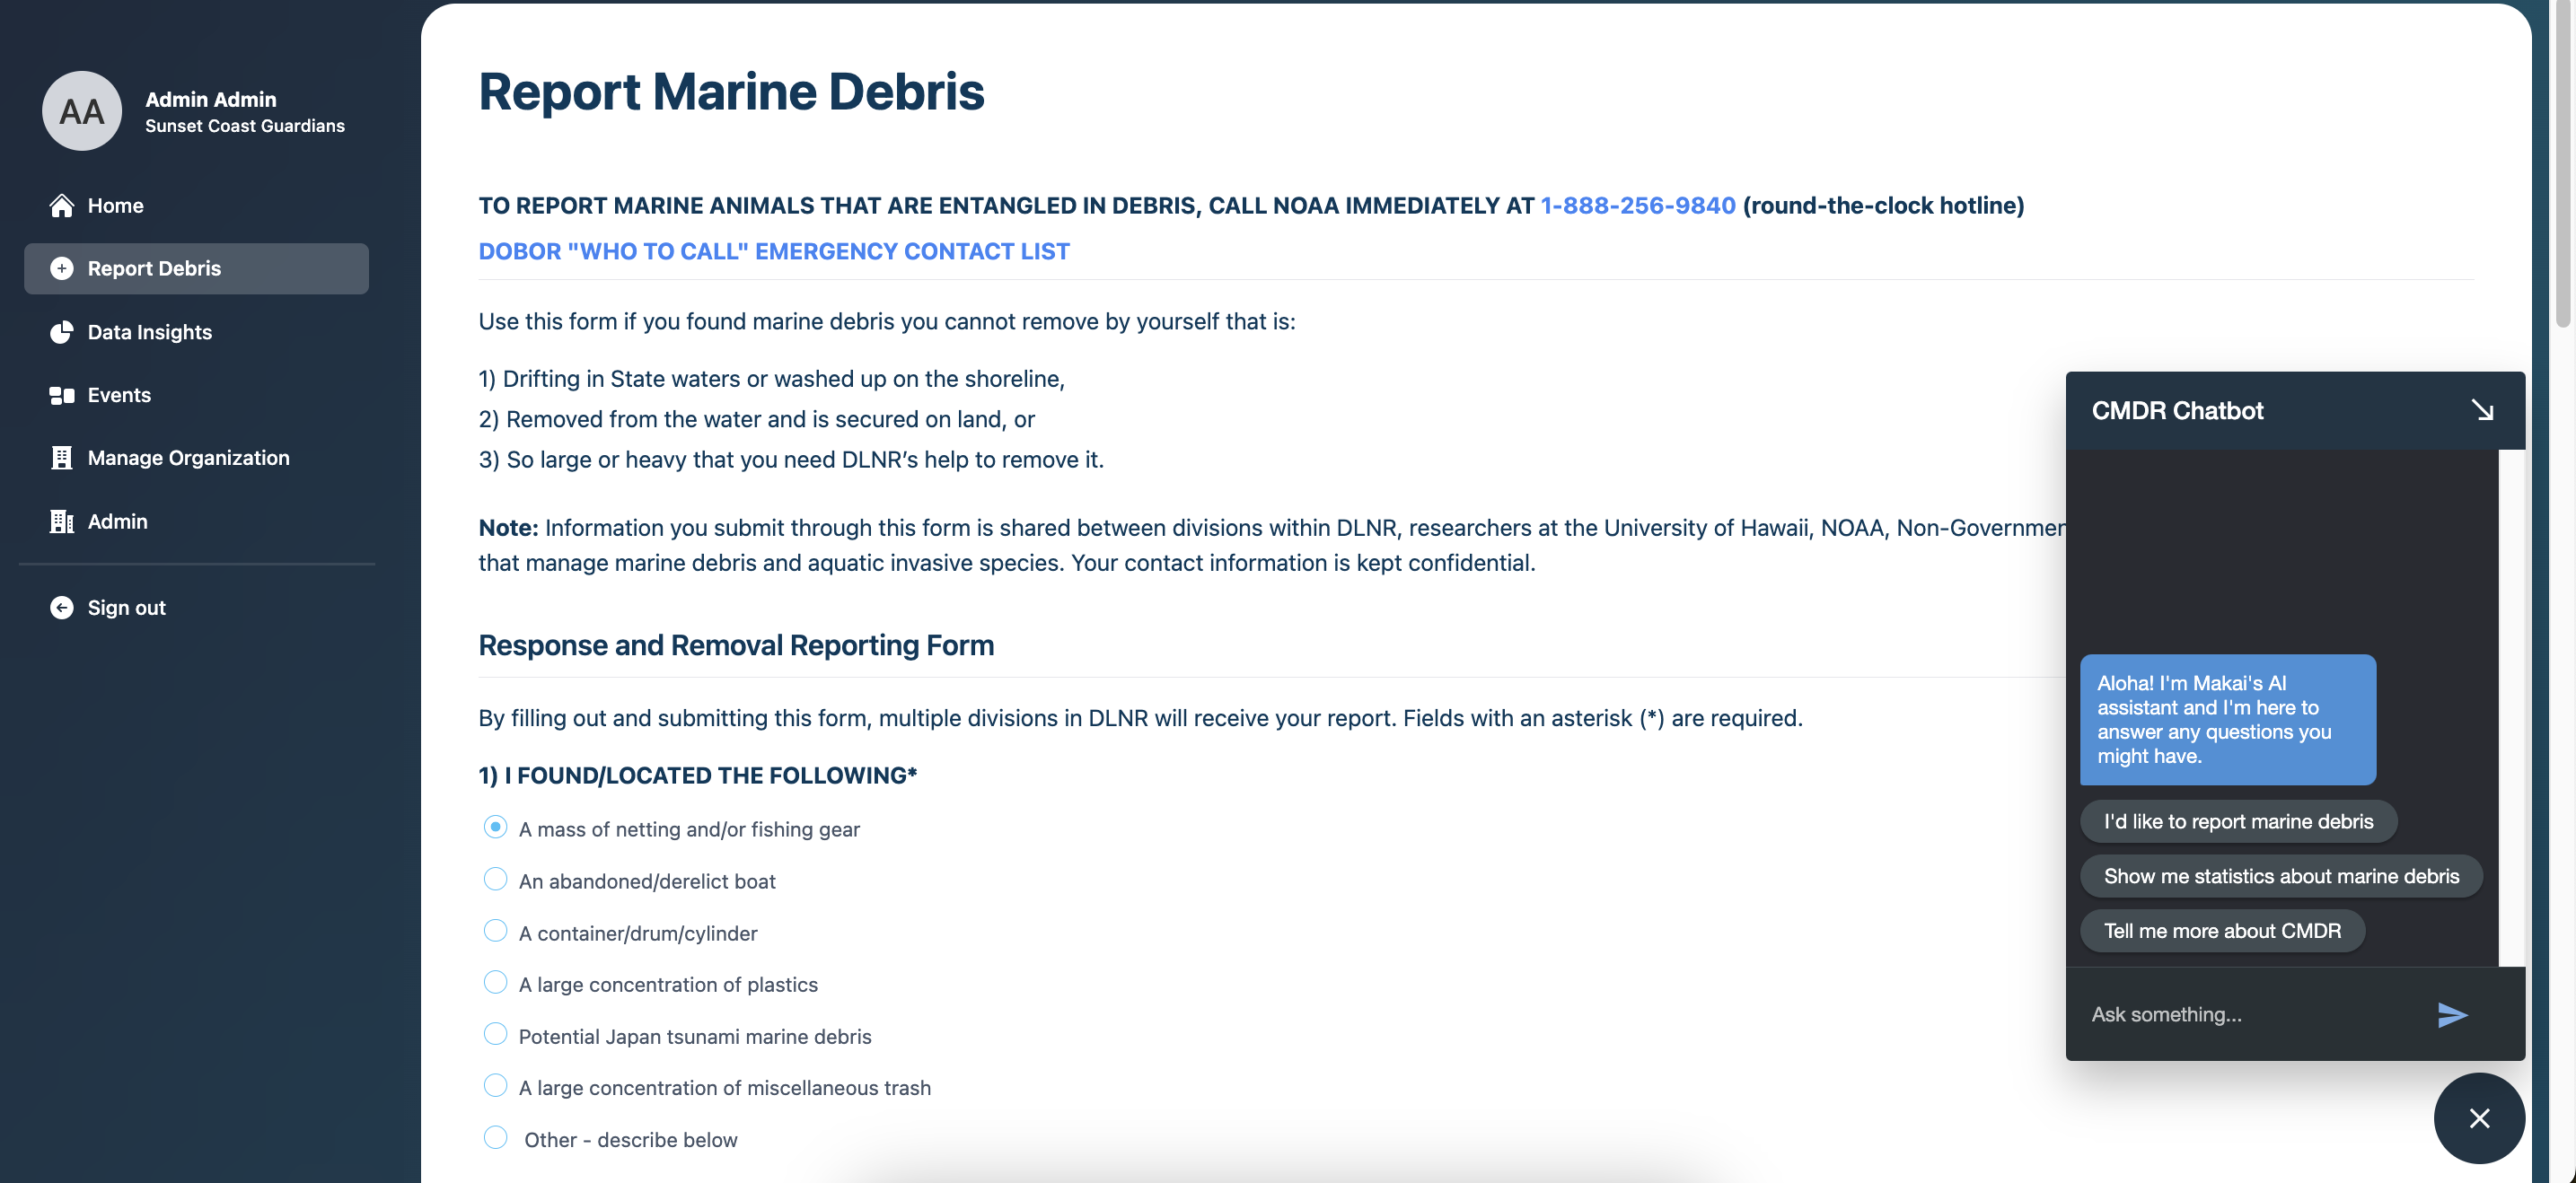 AA
Admin Admin
Sunset Coast Guardians
Home
Report Debris
Data Insights
Events
Manage Organization
Admin
Sign out
Report Marine Debris
TO REPORT MARINE ANIMALS THAT ARE ENTANGLED IN DEBRIS, CALL NOAA IMMEDIATELY AT 1-888-256-9840 (round-the-clock hotline)
DOBOR "WHO TO CALL" EMERGENCY CONTACT LIST
Use this form if you found marine debris you cannot remove by yourself that is:
1) Drifting in State waters or washed up on the shoreline,
2) Removed from the water and is secured on land, or
3) So large or heavy that you need DLNR’s help to remove it.
Note: Information you submit through this form is shared between divisions within DLNR, researchers at the University of Hawaii, NOAA,
that manage marine debris and aquatic invasive species. Your contact information is kept confidential.
Response and Removal Reporting Form
By filling out and submitting this form, multiple divisions in DLNR will receive your report. Fields with an asterisk (*) are required.
1) I FOUND/LOCATED THE FOLLOWING*
A mass of netting and/or fishing gear
An abandoned/derelict boat
A container/drum/cylinder
A large concentration of plastics
Potential Japan tsunami marine debris
A large concentration of miscellaneous trash
Other - describe below
CMDR Chatbot
Aloha! I'm Makai's AI
assistant and I'm here to
answer any questions you
might have.
I'd like to report marine debris
Show me statistics about marine debris
Tell me more about CMDR
Ask something...